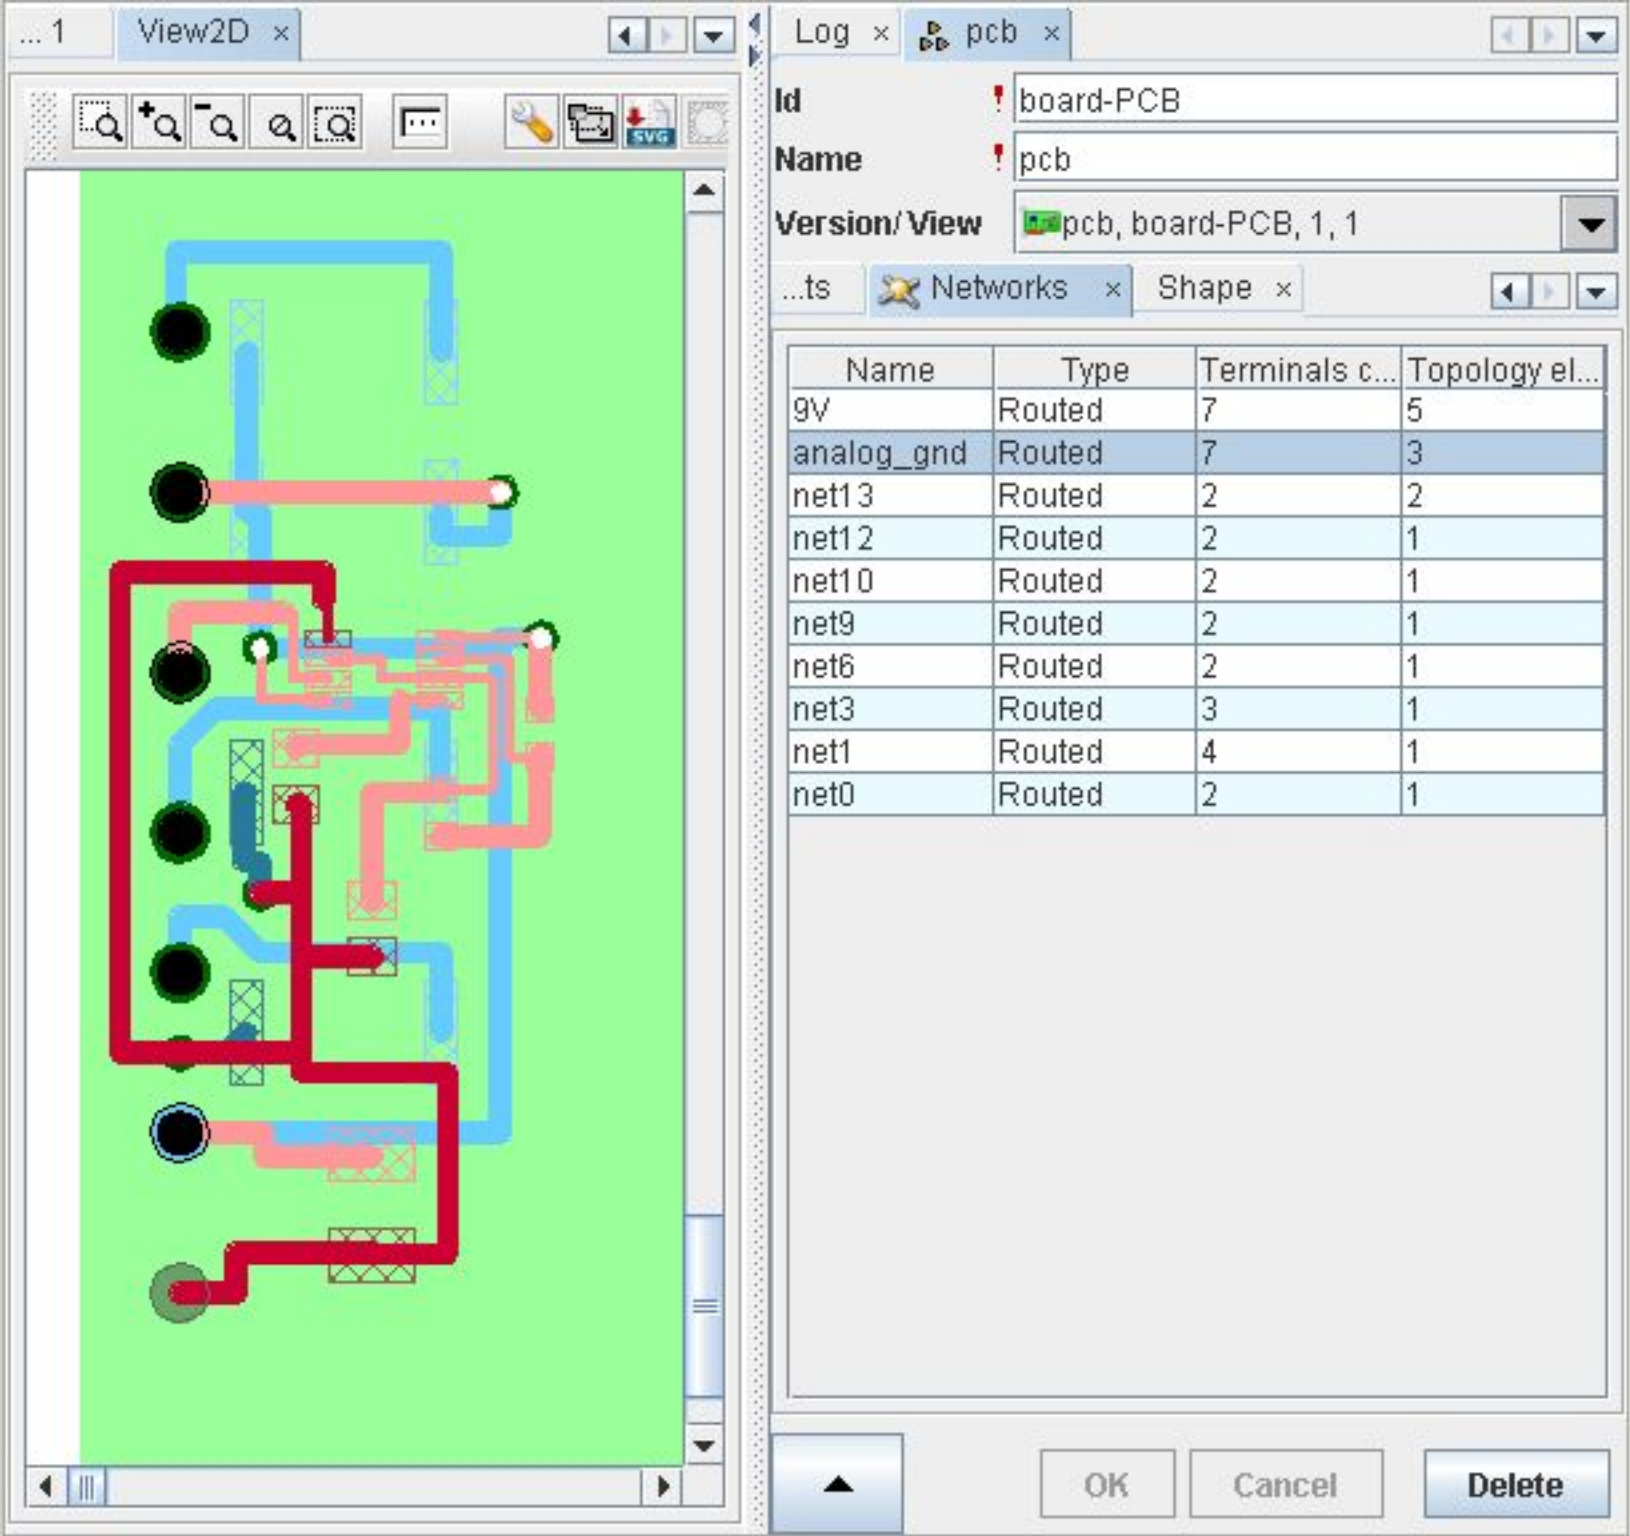 ... 1
View2D ×
Log ×
pcb ×
SVG
Id
board-PCB
Name
pcb
Version/ View
pcb, board-PCB, 1, 1
...ts
Networks ×
Shape ×
Name Type Terminals c... Topology el...
9V Routed 7 5
analog_gnd Routed 7 3
net13 Routed 2 2
net12 Routed 2 1
net10 Routed 2 1
net9 Routed 2 1
net6 Routed 2 1
net3 Routed 3 1
net1 Routed 4 1
net0 Routed 2 1
OK
Cancel
Delete